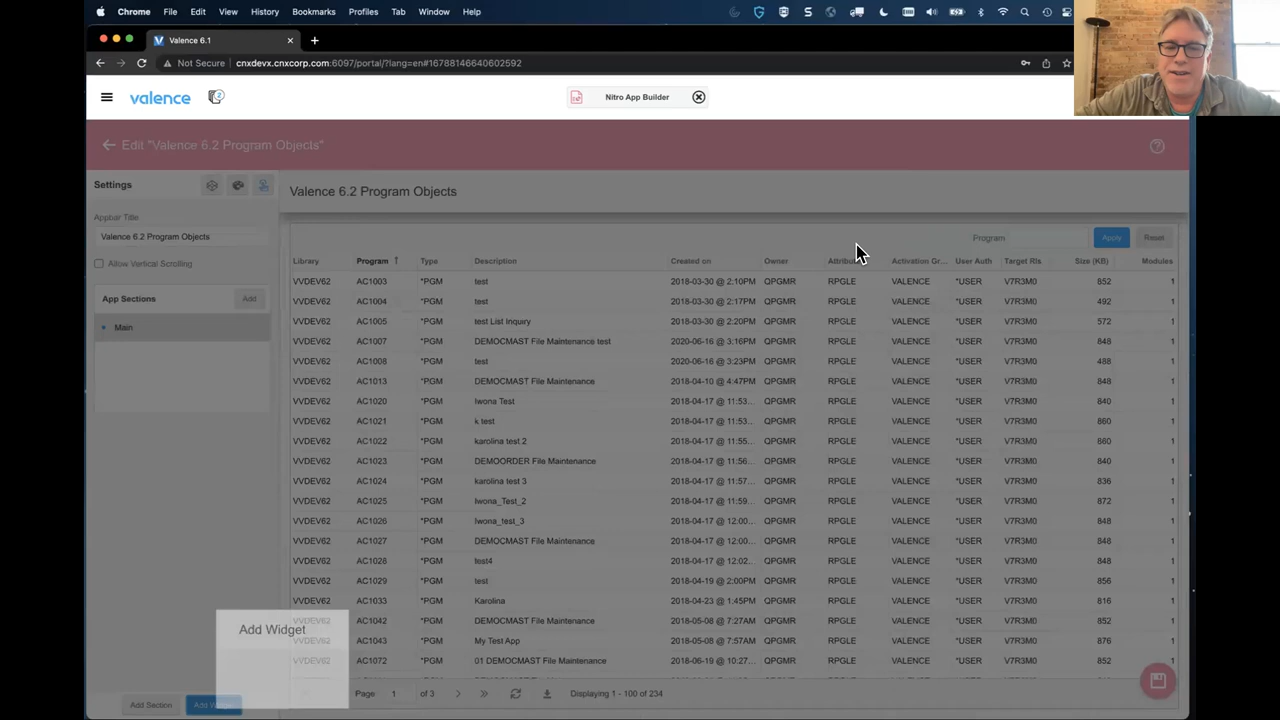 Chrome File Edit View History Bookmarks Profiles Tab Window Help
Valence 6.1
Not Secure cnxdevx.cnxcorp.com:6097/portal/?lang=en#16788146640602592
valence 2 Nitro App Builder
Edit "Valence 6.2 Program Objects"
Settings
Valence 6.2 Program Objects
Appbar Title
Valence 6.2 Program Objects
Allow Vertical Scrolling
App Sections Add
Main
Program Apply Reset
Library Program Type Description Created on Owner Attribu Activation Gr... User Auth Target Rls Size (KB) Modules
VVDEV62 AC1003 *PGM test 2018-03-30 @ 2:10PM QPGMR RPGLE VALENCE *USER V7R3M0 852 1
VVDEV62 AC1004 *PGM test 2018-03-30 @ 2:17PM QPGMR RPGLE VALENCE *USER V7R3M0 492 1
VVDEV62 AC1005 *PGM test List Inquiry 2018-03-30 @ 2:20PM QPGMR RPGLE VALENCE *USER V7R3M0 572 1
VVDEV62 AC1007 *PGM DEMOCMAST File Maintenance test 2020-06-16 @ 3:16PM QPGMR RPGLE VALENCE *USER V7R3M0 848 1
VVDEV62 AC1008 *PGM test 2020-06-16 @ 3:23PM QPGMR RPGLE VALENCE *USER V7R3M0 488 1
VVDEV62 AC1013 *PGM DEMOCMAST File Maintenance 2018-04-10 @ 4:47PM QPGMR RPGLE VALENCE *USER V7R3M0 848 1
VVDEV62 AC1020 *PGM Iwona Test 2018-04-17 @ 11:53... QPGMR RPGLE VALENCE *USER V7R3M0 840 1
VVDEV62 AC1021 *PGM k test 2018-04-17 @ 11:53... QPGMR RPGLE VALENCE *USER V7R3M0 860 1
VVDEV62 AC1022 *PGM karolina test 2 2018-04-17 @ 11:55... QPGMR RPGLE VALENCE *USER V7R3M0 860 1
VVDEV62 AC1023 *PGM DEMOORDER File Maintenance 2018-04-17 @ 11:56... QPGMR RPGLE VALENCE *USER V7R3M0 840 1
VVDEV62 AC1024 *PGM karolina test 3 2018-04-17 @ 11:57... QPGMR RPGLE VALENCE *USER V7R3M0 836 1
VVDEV62 AC1025 *PGM Iwona_Test_2 2018-04-17 @ 11:59... QPGMR RPGLE VALENCE *USER V7R3M0 872 1
VVDEV62 AC1026 *PGM Iwona_test_3 2018-04-17 @ 12:00... QPGMR RPGLE VALENCE *USER V7R3M0 848 1
VVDEV62 AC1027 *PGM DEMOCMAST File Maintenance 2018-04-17 @ 12:00... QPGMR RPGLE VALENCE *USER V7R3M0 848 1
VVDEV62 AC1028 *PGM test4 2018-04-17 @ 12:02... QPGMR RPGLE VALENCE *USER V7R3M0 848 1
VVDEV62 AC1029 *PGM test 2018-04-19 @ 2:00PM QPGMR RPGLE VALENCE *USER V7R3M0 856 1
VVDEV62 AC1033 *PGM Karolina 2018-04-23 @ 1:45PM QPGMR RPGLE VALENCE *USER V7R3M0 816 1
VVDEV62 AC1042 *PGM DEMOCMAST File Maintenance 2018-05-08 @ 7:27AM QPGMR RPGLE VALENCE *USER V7R3M0 848 1
VVDEV62 AC1043 *PGM My Test App 2018-05-08 @ 7:57AM QPGMR RPGLE VALENCE *USER V7R3M0 876 1
VVDEV62 AC1072 *PGM 01 DEMOCMAST File Maintenance 2018-06-19 @ 10:27... QPGMR RPGLE VALENCE *USER V7R3M0 852 1
Add Widget
Page 1 of 3 Displaying 1 - 100 of 234
Add Section Add